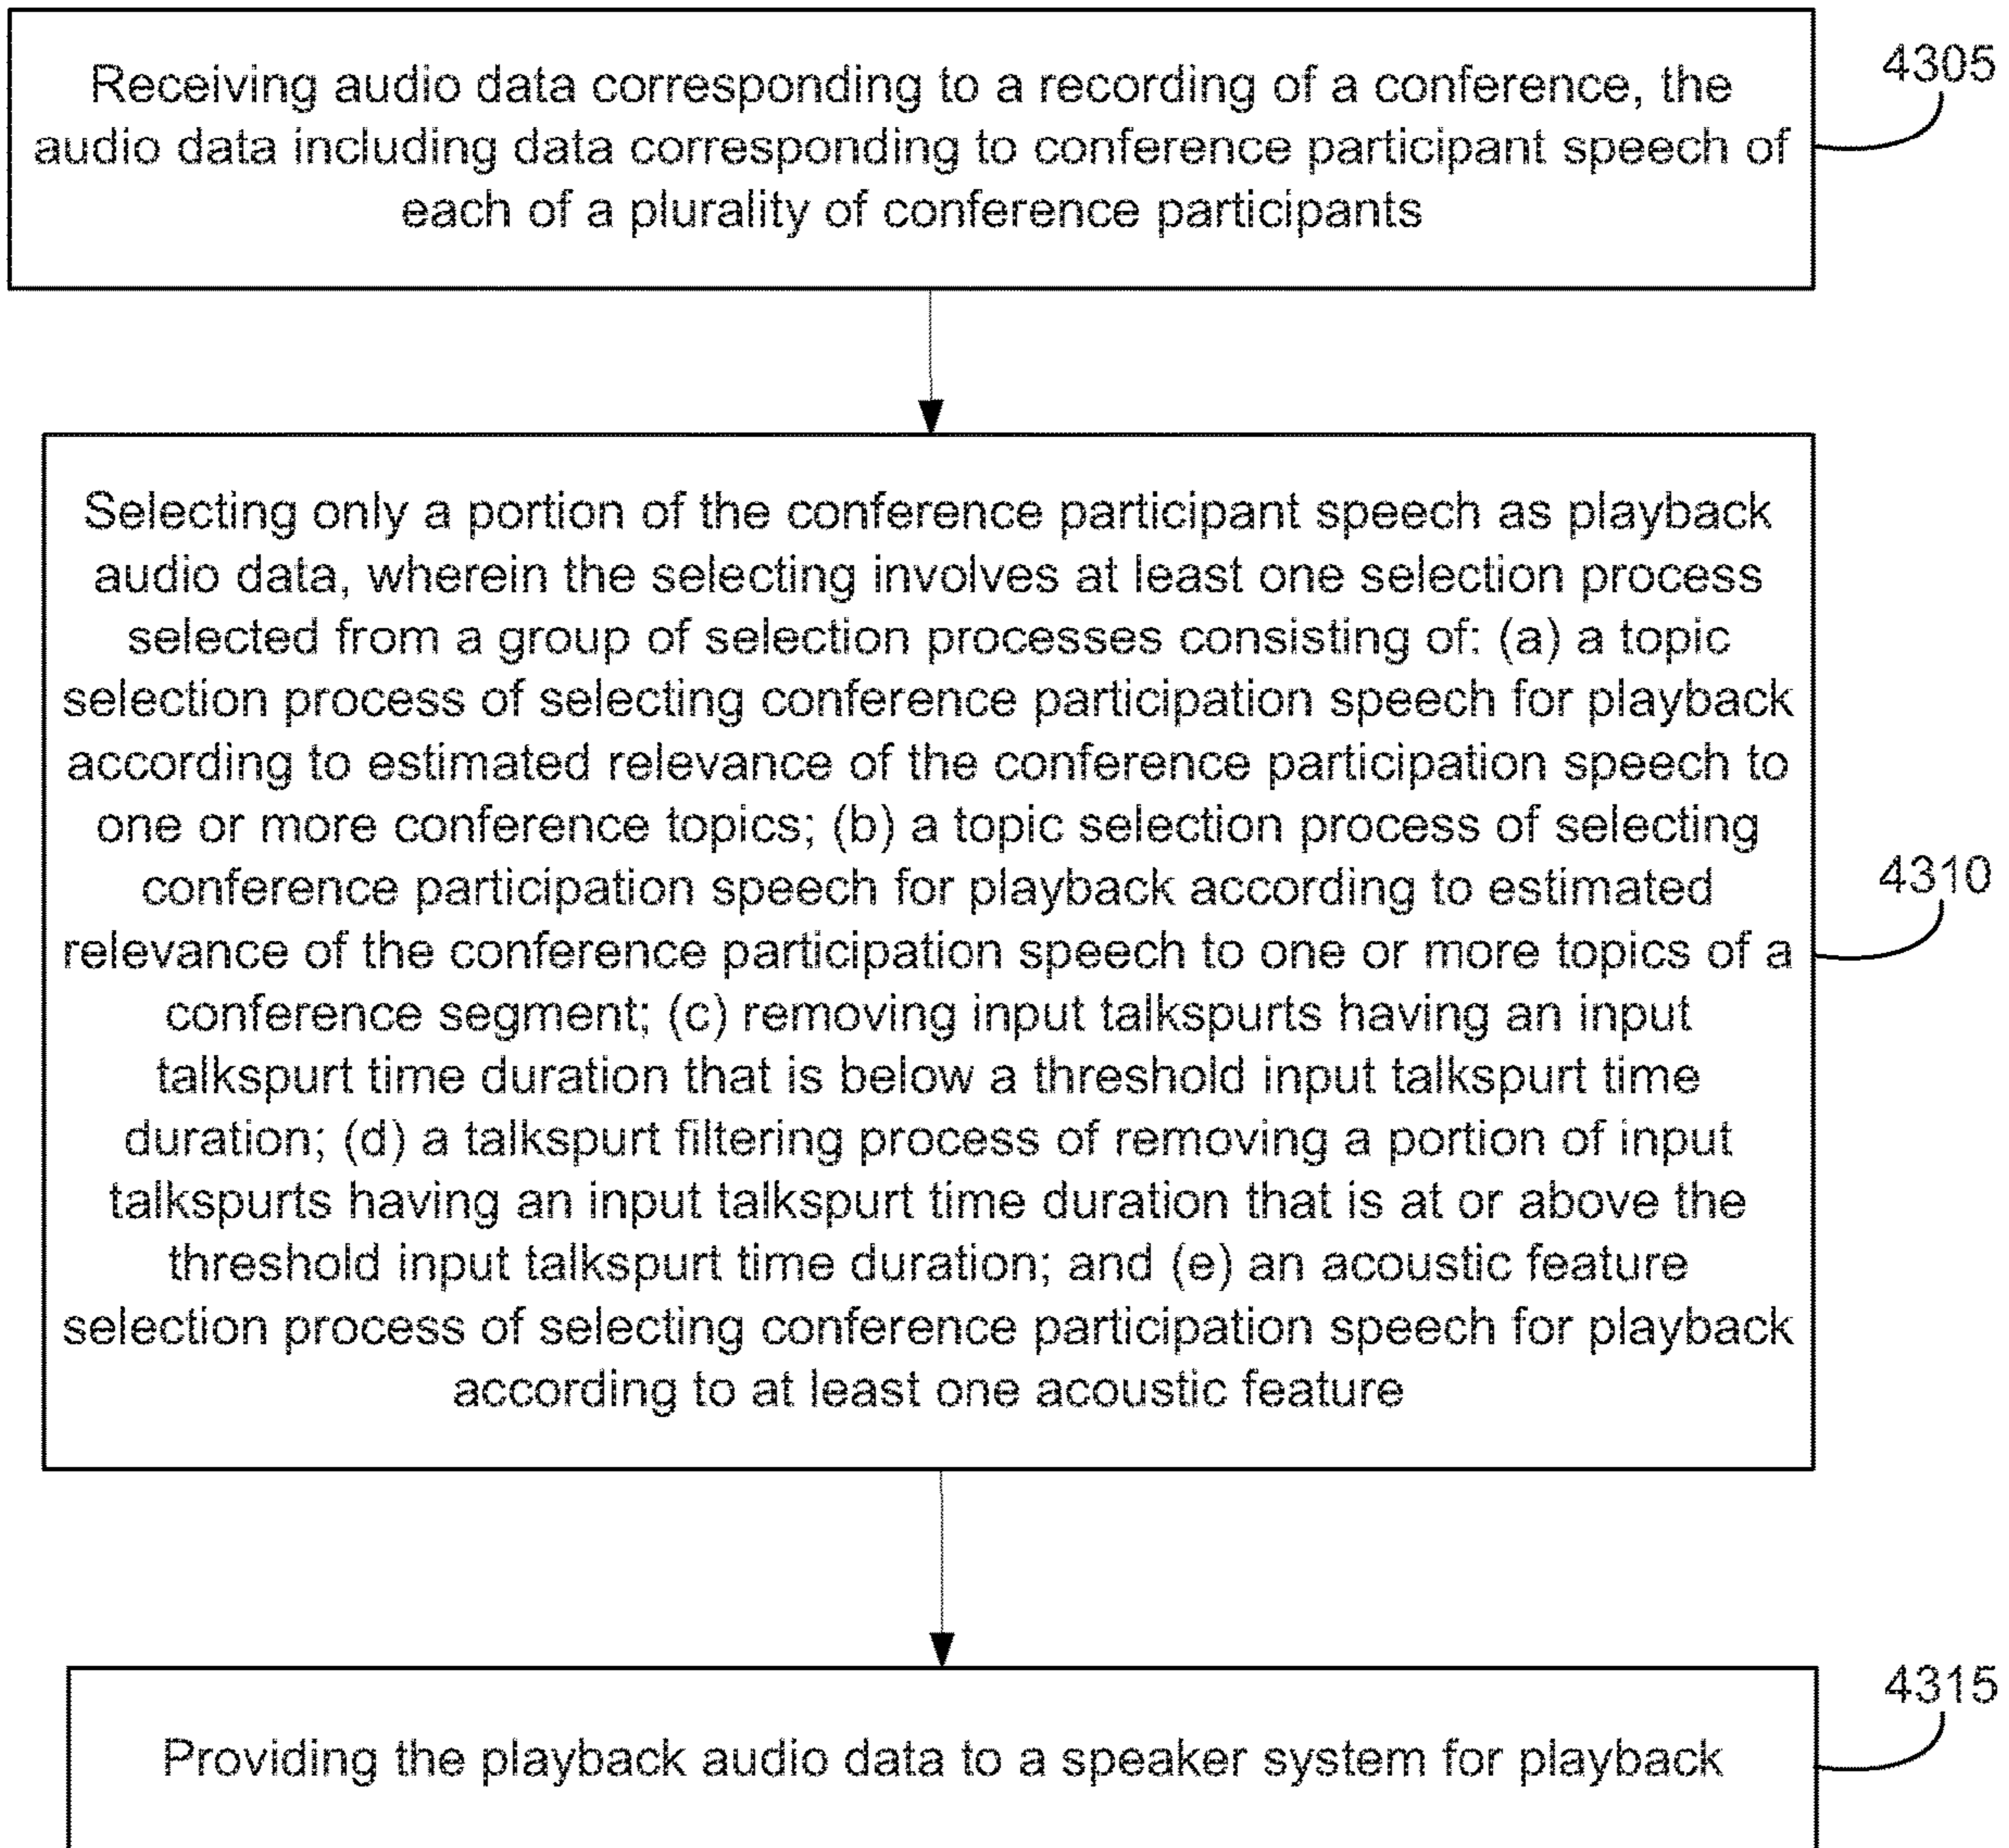 Receiving audio data corresponding to a recording of a conference, the
audio data including data corresponding to conference participant speech of
each of a plurality of conference participants
4305
Selecting only a portion of the conference participant speech as playback
audio data, wherein the selecting involves at least one selection process
selected from a group of selection processes consisting of: (a) a topic
selection process of selecting conference participation speech for playback
according to estimated relevance of the conference participation speech to
one or more conference topics; (b) a topic selection process of selecting
conference participation speech for playback according to estimated
relevance of the conference participation speech to one or more topics of a
conference segment; (c) removing input talkspurts having an input
talkspurt time duration that is below a threshold input talkspurt time
duration; (d) a talkspurt filtering process of removing a portion of input
talkspurts having an input talkspurt time duration that is at or above the
threshold input talkspurt time duration; and (e) an acoustic feature
selection process of selecting conference participation speech for playback
according to at least one acoustic feature
4310
Providing the playback audio data to a speaker system for playback
4315